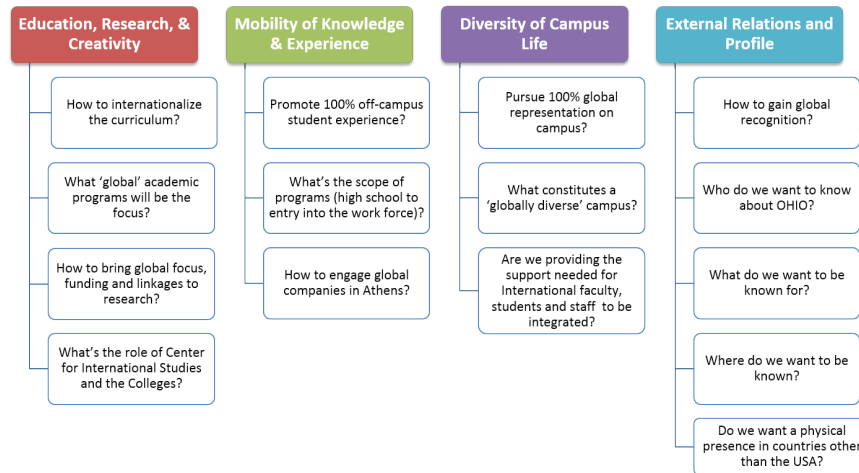 Education, Research, &
Creativity
How to internationalize
the curriculum?
What ‘global’ academic
programs will be the
focus?
How to bring global focus,
funding and linkages to
research?
What’s the role of Center
for International Studies
and the Colleges?
Mobility of Knowledge
& Experience
Promote 100% off-campus
student experience?
What’s the scope of
programs (high school to
entry into the work force)?
How to engage global
companies in Athens?
Diversity of Campus
Life
Pursue 100% global
representation on
campus?
What constitutes a
‘globally diverse’ campus?
Are we providing the
support needed for
International faculty,
students and staff to be
integrated?
External Relations and
Profile
How to gain global
recognition?
Who do we want to know
about OHIO?
What do we want to be
known for?
Where do we want to be
known?
Do we want a physical
presence in countries other
than the USA?